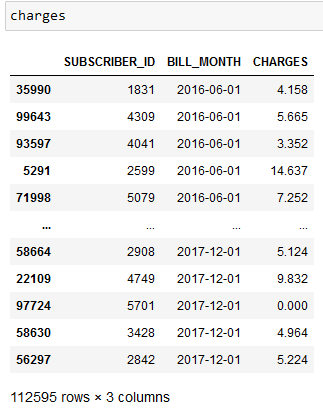 charges
SUBSCRIBER_ID BILL_MONTH CHARGES
35990 1831 2016-06-01 4.158
99643 4309 2016-06-01 5.665
93597 4041 2016-06-01 3.352
5291 2599 2016-06-01 14.637
71998 5079 2016-06-01 7.252
... ... ... ...
58664 2908 2017-12-01 5.124
22109 4749 2017-12-01 9.832
97724 5701 2017-12-01 0.000
58630 3428 2017-12-01 4.964
56297 2842 2017-12-01 5.224
112595 rows × 3 columns